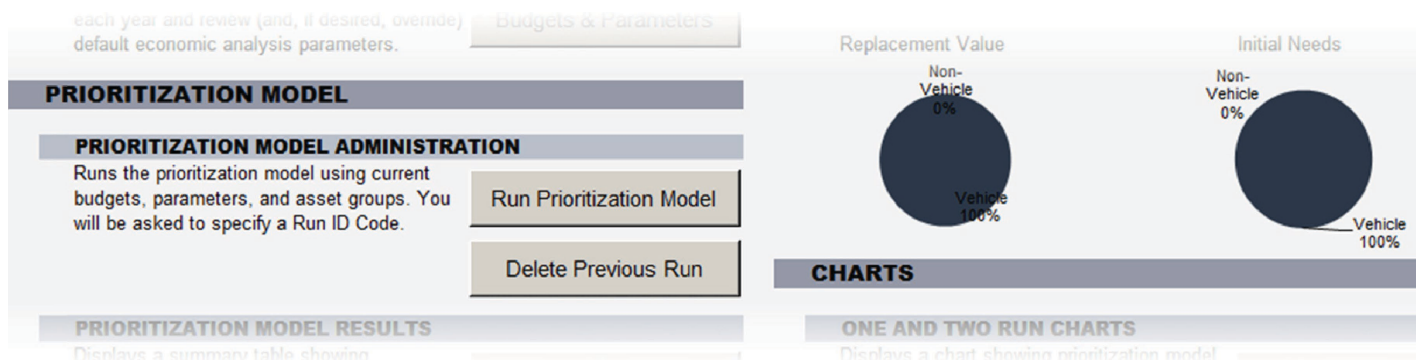 each year and review (and, if desired, override)
default economic analysis parameters.
Budgets & Parameters
PRIORITIZATION MODEL
PRIORITIZATION MODEL ADMINISTRATION
Runs the prioritization model using current
budgets, parameters, and asset groups. You
will be asked to specify a Run ID Code.
Run Prioritization Model
Delete Previous Run
PRIORITIZATION MODEL RESULTS
Displays a summary table showing
Replacement Value
Non-
Vehicle
0%
Vehicle
100%
Initial Needs
Non-
Vehicle
0%
Vehicle
100%
CHARTS
ONE AND TWO RUN CHARTS
Displays a chart showing prioritization model